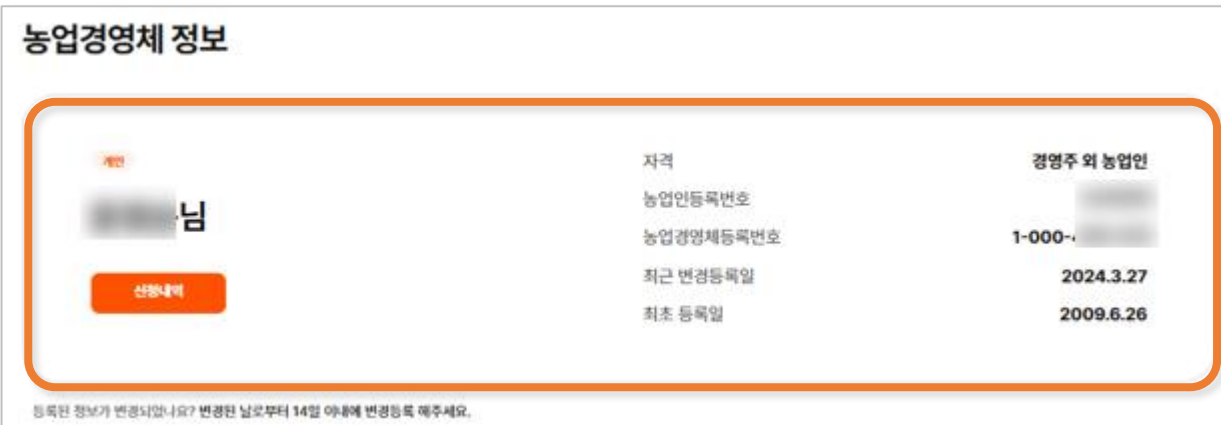 농업경영체 정보
개인
님
신청내역
자격 경영주 외 농업인
농업인등록번호
농업경영체등록번호 1-000-
최근 변경등록일 2024.3.27
최초 등록일 2009.6.26
등록된 정보가 변경되었나요? 변경된 날로부터 14일 이내에 변경등록 해주세요.